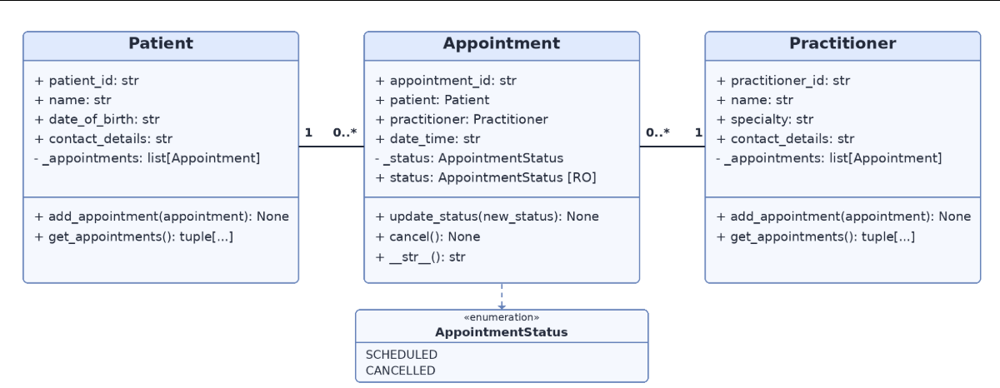 Patient
+ patient_id: str
+ name: str
+ date_of_birth: str
+ contact_details: str
- _appointments: list[Appointment]
+ add_appointment(appointment): None
+ get_appointments(): tuple[...]
1
0..*
Appointment
+ appointment_id: str
+ patient: Patient
+ practitioner: Practitioner
+ date_time: str
- _status: AppointmentStatus
+ status: AppointmentStatus [RO]
+ update_status(new_status): None
+ cancel(): None
+ __str__(): str
0..*
1
Practitioner
+ practitioner_id: str
+ name: str
+ specialty: str
+ contact_details: str
- _appointments: list[Appointment]
+ add_appointment(appointment): None
+ get_appointments(): tuple[...]
«enumeration»
AppointmentStatus
SCHEDULED
CANCELLED